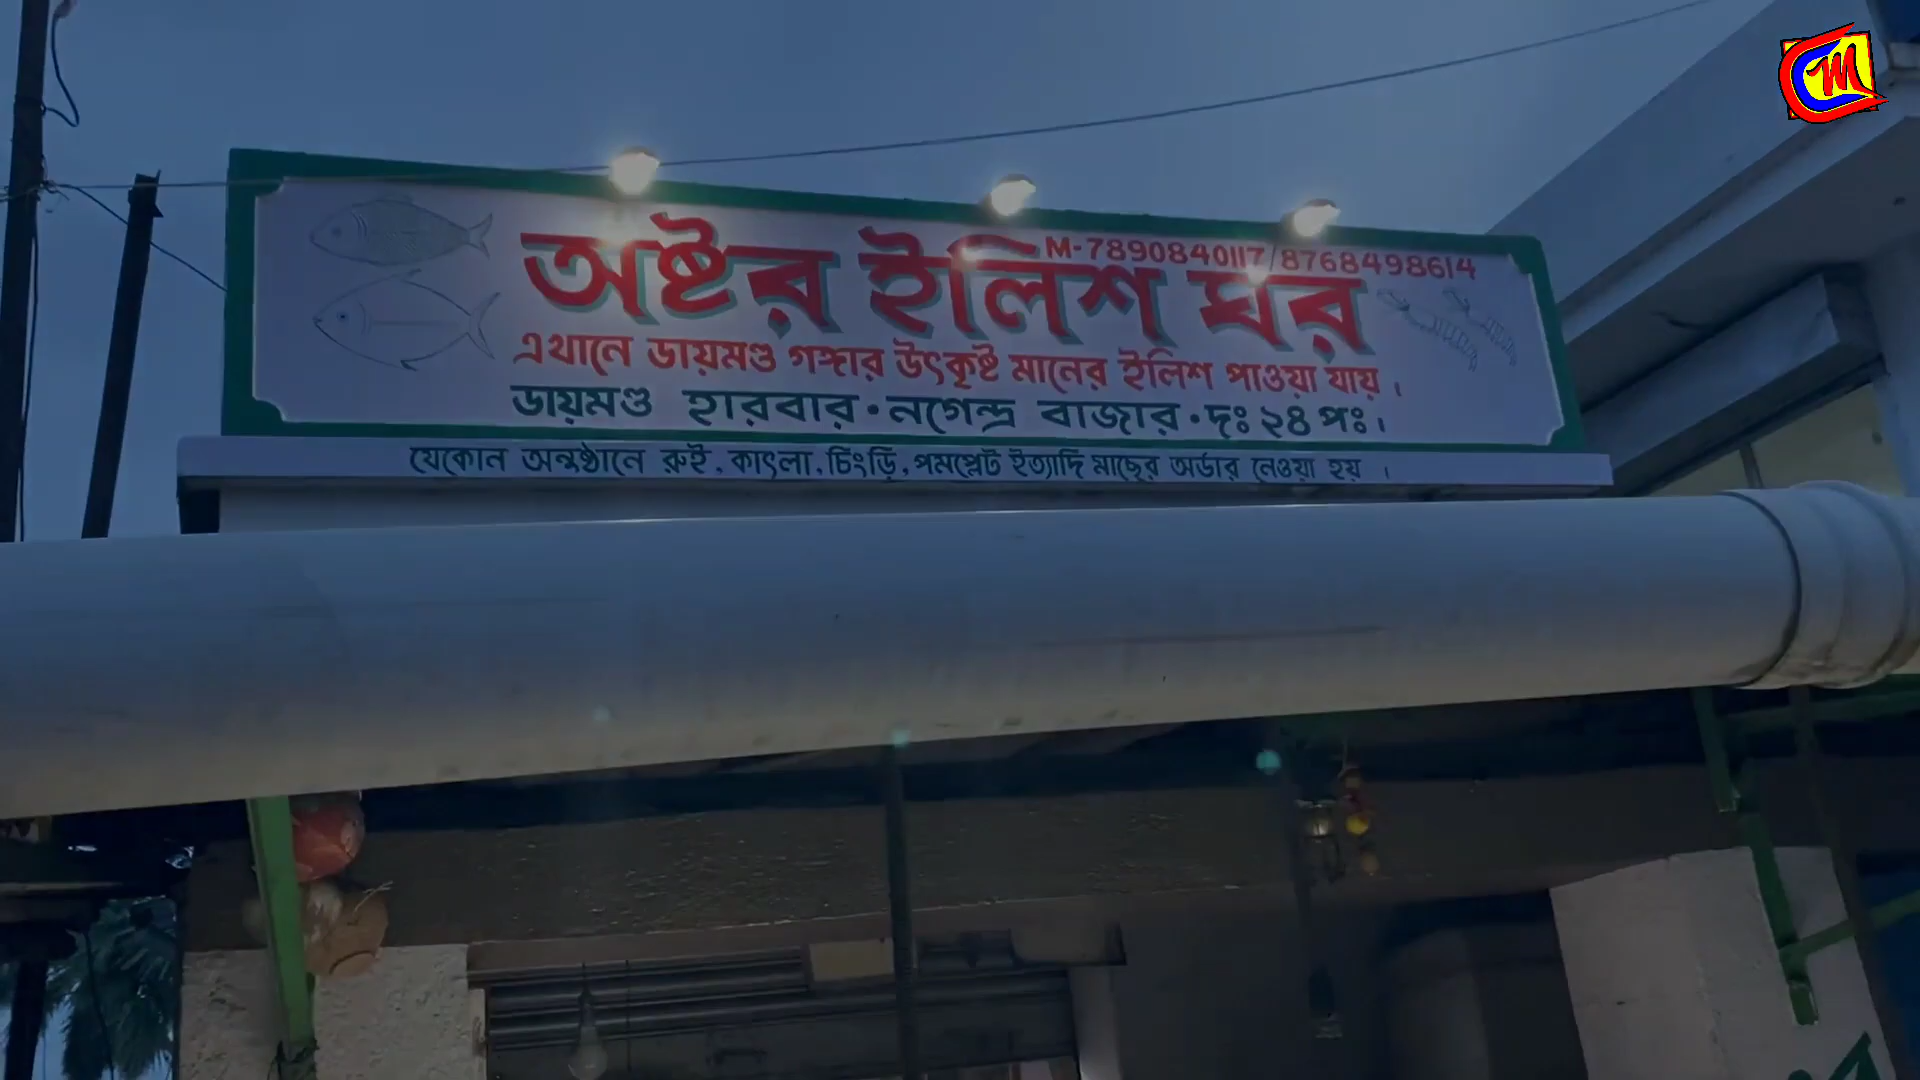 অষ্টর ইলিশ ঘর
M-7890840117/8768498614
এখানে ডায়মণ্ড গঙ্গার উৎকৃষ্ট মানের ইলিশ পাওয়া যায় ।
ডায়মণ্ড হারবার・নগেন্দ্র বাজার・দঃ ২৪ পঃ।
যেকোন অনুষ্ঠানে রুই, কাৎলা, চিংড়ি, পমপ্লেট ইত্যাদি মাছের অর্ডার নেওয়া হয় ।